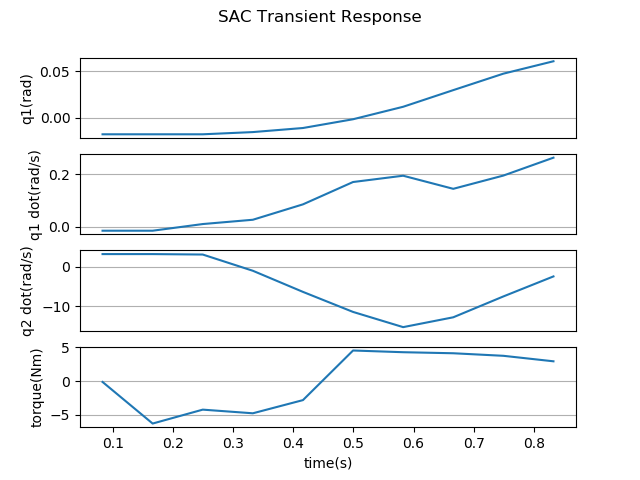 SAC Transient Response
q1(rad)
0.05
0.00
q1 dot(rad/s)
0.2
0.0
q2 dot(rad/s)
0
−10
torque(Nm)
5
0
−5
0.1 0.2 0.3 0.4 0.5 0.6 0.7 0.8
time(s)